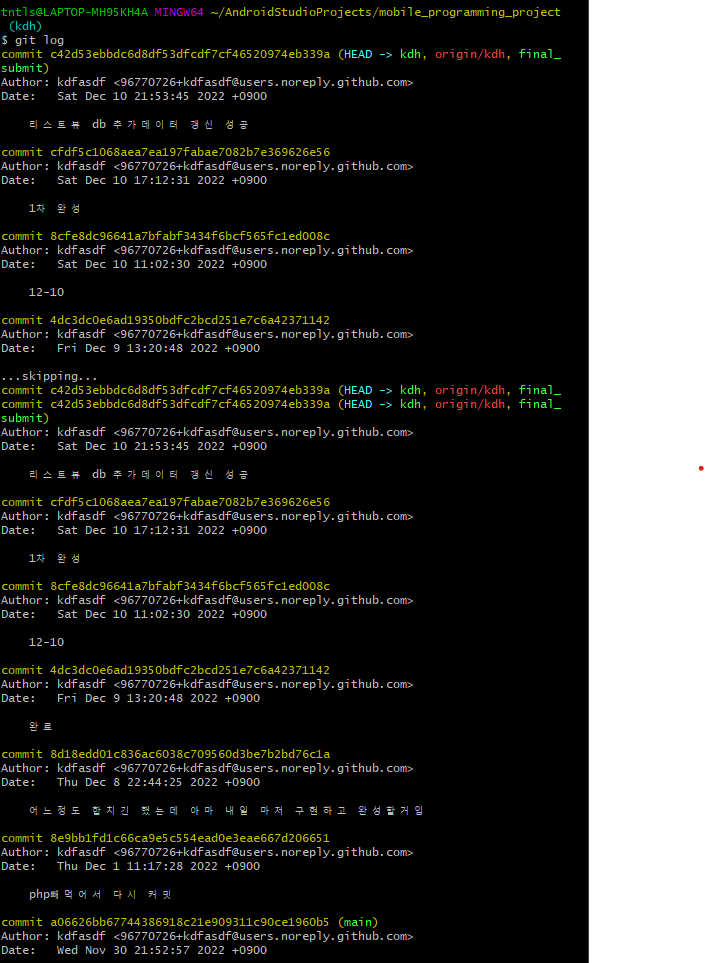 tntls@LAPTOP-MH95KH4A MINGW64 ~/AndroidStudioProjects/mobile_programming_project
(kdh)
$ git log
commit c42d53ebbdc6d8df53dfcdf7cf46520974eb339a (HEAD -> kdh, origin/kdh, final_
submit)
Author: kdfasdf <96770726+kdfasdf@users.noreply.github.com>
Date:   Sat Dec 10 21:53:45 2022 +0900
리스트뷰 db 추가데이터 갱신 성공
commit cfdf5c1068aea7ea197fabae7082b7e369626e56
Author: kdfasdf <96770726+kdfasdf@users.noreply.github.com>
Date:   Sat Dec 10 17:12:31 2022 +0900
1차 완성
commit 8cfe8dc96641a7bfabf3434f6bcf565fc1ed008c
Author: kdfasdf <96770726+kdfasdf@users.noreply.github.com>
Date:   Sat Dec 10 11:02:30 2022 +0900
12-10
commit 4dc3dc0e6ad19350bdfc2bcd251e7c6a42371142
Author: kdfasdf <96770726+kdfasdf@users.noreply.github.com>
Date:   Fri Dec 9 13:20:48 2022 +0900
...skipping...
commit c42d53ebbdc6d8df53dfcdf7cf46520974eb339a (HEAD -> kdh, origin/kdh, final_
commit c42d53ebbdc6d8df53dfcdf7cf46520974eb339a (HEAD -> kdh, origin/kdh, final_
submit)
Author: kdfasdf <96770726+kdfasdf@users.noreply.github.com>
Date:   Sat Dec 10 21:53:45 2022 +0900
리스트뷰 db 추가데이터 갱신 성공
commit cfdf5c1068aea7ea197fabae7082b7e369626e56
Author: kdfasdf <96770726+kdfasdf@users.noreply.github.com>
Date:   Sat Dec 10 17:12:31 2022 +0900
1차 완성
commit 8cfe8dc96641a7bfabf3434f6bcf565fc1ed008c
Author: kdfasdf <96770726+kdfasdf@users.noreply.github.com>
Date:   Sat Dec 10 11:02:30 2022 +0900
12-10
commit 4dc3dc0e6ad19350bdfc2bcd251e7c6a42371142
Author: kdfasdf <96770726+kdfasdf@users.noreply.github.com>
Date:   Fri Dec 9 13:20:48 2022 +0900
완료
commit 8d18edd01c836ac6038c709560d3be7b2bd76c1a
Author: kdfasdf <96770726+kdfasdf@users.noreply.github.com>
Date:   Thu Dec 8 22:44:25 2022 +0900
어느정도 합치긴 했는데 아마 내일 마저 구현하고 완성할거임
commit 8e9bb1fd1c66ca9e5c554ead0e3eae667d206651
Author: kdfasdf <96770726+kdfasdf@users.noreply.github.com>
Date:   Thu Dec 1 11:17:28 2022 +0900
php빠먹어서 다시 커밋
commit a06626bb67744386918c21e909311c90ce1960b5 (main)
Author: kdfasdf <96770726+kdfasdf@users.noreply.github.com>
Date:   Wed Nov 30 21:52:57 2022 +0900